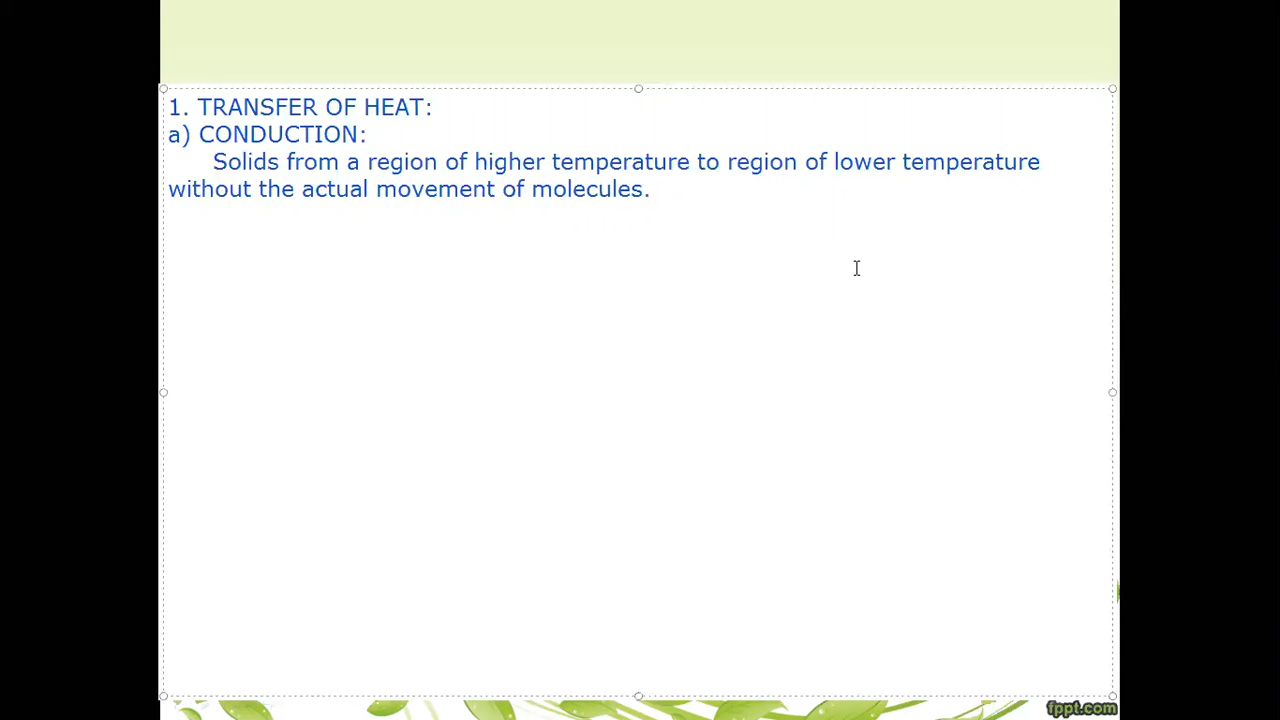 1. TRANSFER OF HEAT:
a) CONDUCTION:
Solids from a region of higher temperature to region of lower temperature
without the actual movement of molecules.
fppt.com